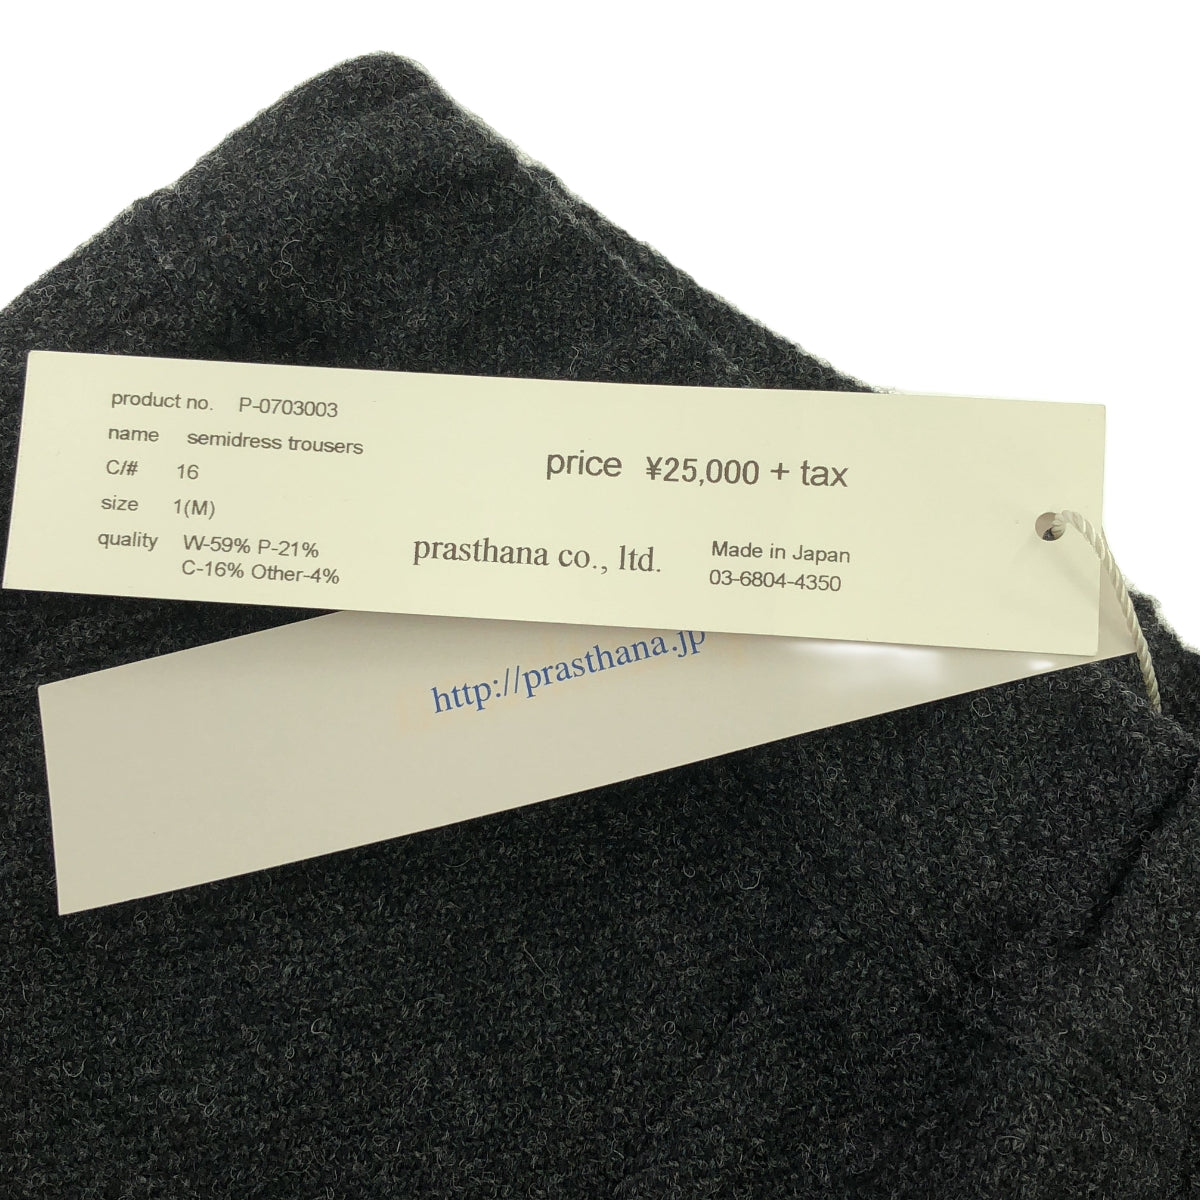 product no. P-0703003
name semidress trousers
C/# 16
size 1(M)
quality W-59% P-21%
C-16% Other-4%
price ¥25,000 + tax
prasthana co., ltd.
Made in Japan
03-6804-4350
http://prasthana.jp